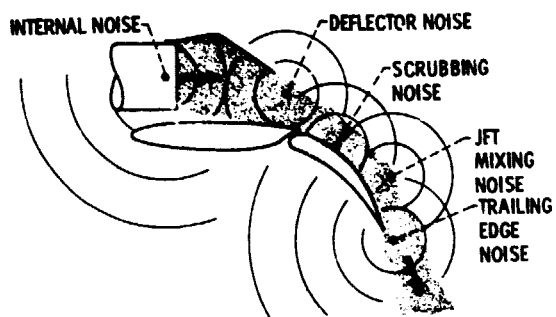 INTERNAL NOISE
DEFLECTOR NOISE
SCRUBBING
NOISE
JFT
MIXING
NOISE
TRAILING
EDGE
NOISE